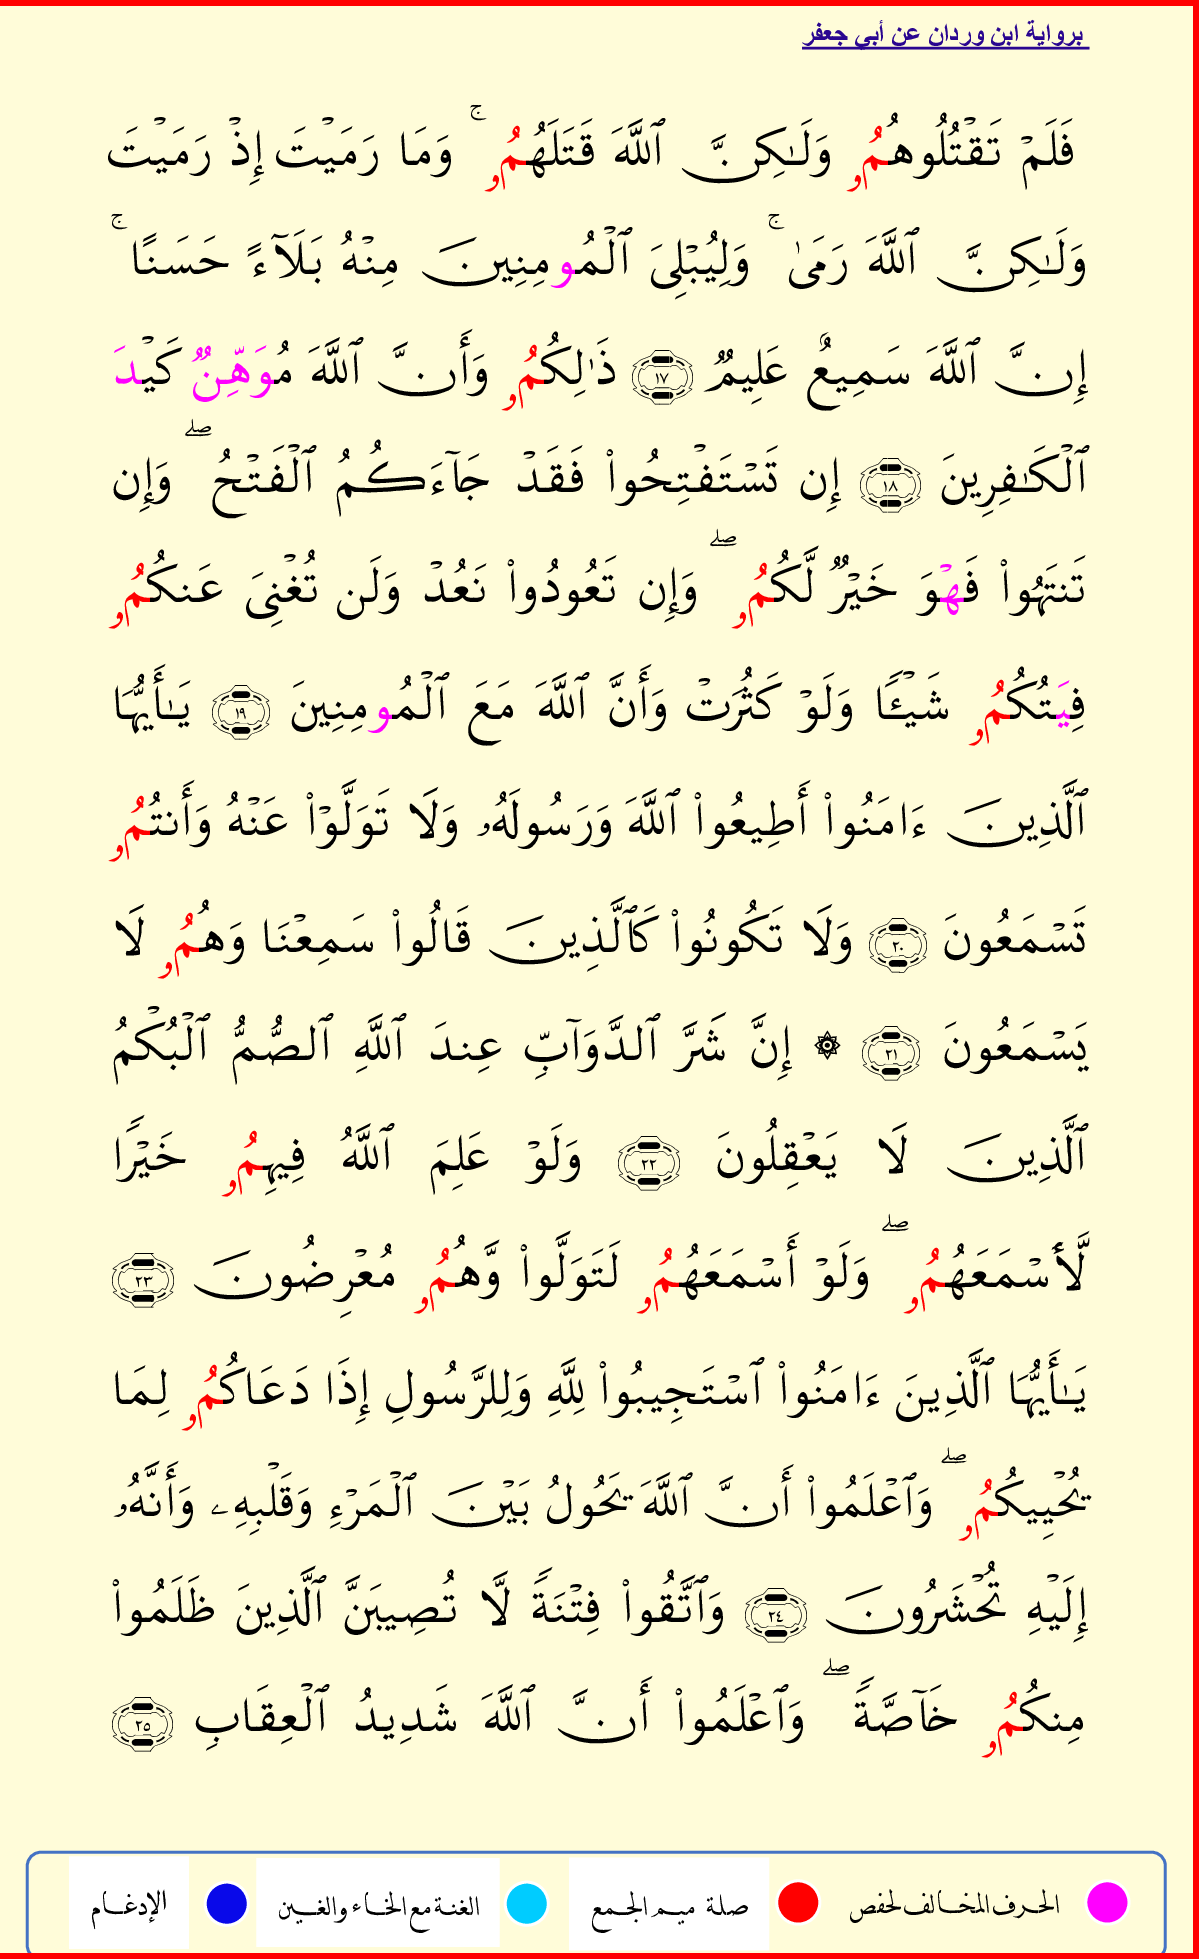 برواية ابن وردان عن أبي جعفر
فَلَمۡ تَقۡتُلُوهُمُۥ وَلَٰكِنَّ ٱللَّهَ قَتَلَهُمُۥۚ وَمَا رَمَيۡتَ إِذۡ رَمَيۡتَ
وَلَٰكِنَّ ٱللَّهَ رَمَىٰۚ وَلِيُبۡلِيَ ٱلۡمُومِنِينَ مِنۡهُ بَلَآءً حَسَنًاۚ
إِنَّ ٱللَّهَ سَمِيعٌ عَلِيمٞ ١٧ ذَٰلِكُمُۥ وَأَنَّ ٱللَّهَ مُوَهِّنٞ كَيۡدَ
ٱلۡكَٰفِرِينَ ١٨ إِن تَسۡتَفۡتِحُواْ فَقَدۡ جَآءَكُمُ ٱلۡفَتۡحُۖ وَإِن
تَنتَهُواْ فَهۡوَ خَيۡرٞ لَّكُمُۥۖ وَإِن تَعُودُواْ نَعُدۡ وَلَن تُغۡنِيَ عَنكُمُۥ
فِيَتُكُمُۥ شَيۡـٔٗا وَلَوۡ كَثُرَتۡ وَأَنَّ ٱللَّهَ مَعَ ٱلۡمُومِنِينَ ١٩ يَٰٓأَيُّهَا
ٱلَّذِينَ ءَامَنُواْ أَطِيعُواْ ٱللَّهَ وَرَسُولَهُۥ وَلَا تَوَلَّوۡاْ عَنۡهُ وَأَنتُمُۥ
تَسۡمَعُونَ ٢٠ وَلَا تَكُونُواْ كَٱلَّذِينَ قَالُواْ سَمِعۡنَا وَهُمُۥ لَا
يَسۡمَعُونَ ٢١ ۞ إِنَّ شَرَّ ٱلدَّوَآبِّ عِندَ ٱللَّهِ ٱلصُّمُّ ٱلۡبُكۡمُ
ٱلَّذِينَ لَا يَعۡقِلُونَ ٢٢ وَلَوۡ عَلِمَ ٱللَّهُ فِيهِمُۥ خَيۡرٗا
لَّأَسۡمَعَهُمُۥۖ وَلَوۡ أَسۡمَعَهُمُۥ لَتَوَلَّواْ وَّهُمُۥ مُعۡرِضُونَ ٢٣
يَٰٓأَيُّهَا ٱلَّذِينَ ءَامَنُواْ ٱسۡتَجِيبُواْ لِلَّهِ وَلِلرَّسُولِ إِذَا دَعَاكُمُۥ لِمَا
يُحۡيِيكُمُۥۖ وَٱعۡلَمُواْ أَنَّ ٱللَّهَ يَحُولُ بَيۡنَ ٱلۡمَرۡءِ وَقَلۡبِهِۦ وَأَنَّهُۥ
إِلَيۡهِ تُحۡشَرُونَ ٢٤ وَٱتَّقُواْ فِتۡنَةٗ لَّا تُصِيبَنَّ ٱلَّذِينَ ظَلَمُواْ
مِنكُمُۥ خَآصَّةٗۖ وَٱعۡلَمُواْ أَنَّ ٱللَّهَ شَدِيدُ ٱلۡعِقَابِ ٢٥
الحرف المخالف لحفص صلة ميم الجمع الغنة مع الخاء والغين الإدغام